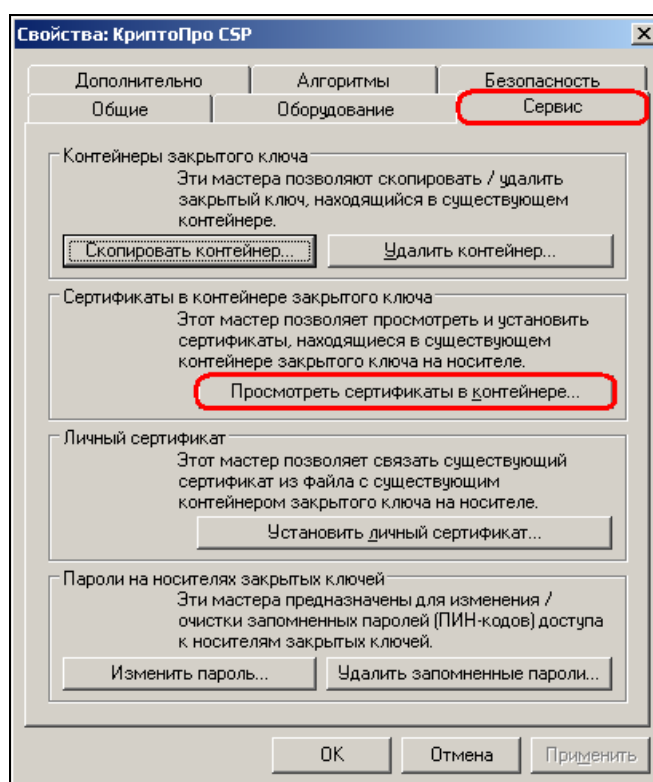 Свойства: КриптоПро CSP
Дополнительно Алгоритмы Безопасность
Общие Оборудование Сервис
Контейнеры закрытого ключа
Эти мастера позволяют скопировать / удалить
закрытый ключ, находящийся в существующем
контейнере.
Скопировать контейнер... Удалить контейнер...
Сертификаты в контейнере закрытого ключа
Этот мастер позволяет просмотреть и установить
сертификаты, находящиеся в существующем
контейнере закрытого ключа на носителе.
Просмотреть сертификаты в контейнере...
Личный сертификат
Этот мастер позволяет связать существующий
сертификат из файла с существующим
контейнером закрытого ключа на носителе.
Установить личный сертификат...
Пароли на носителях закрытых ключей
Эти мастера предназначены для изменения /
очистки запомненных паролей (ПИН-кодов) доступа
к носителям закрытых ключей.
Изменить пароль... Удалить запомненные пароли...
OK Отмена Применить